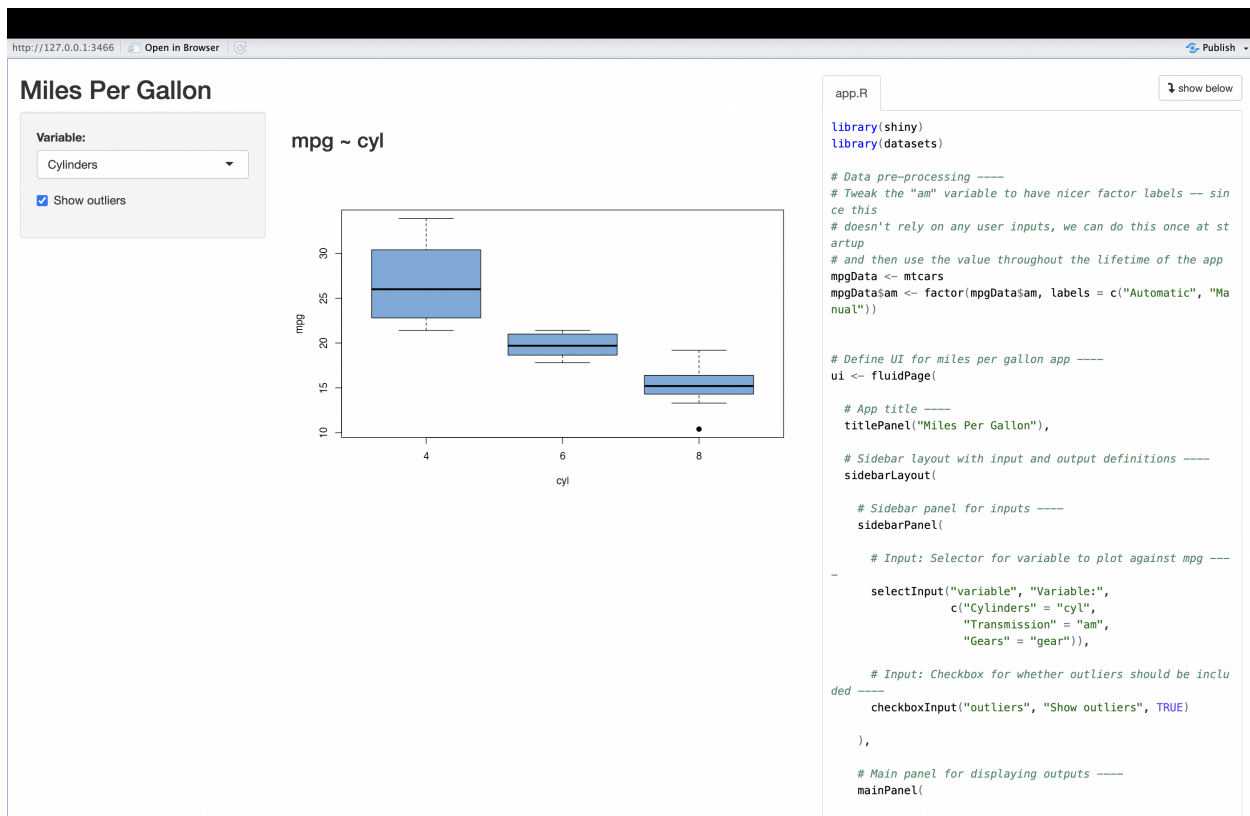 http://127.0.0.1:3466 Open in Browser Publish
Miles Per Gallon
Variable:
Cylinders
Show outliers
mpg ~ cyl
mpg
30
25
20
15
10
4 6 8
cyl
app.R
show below
library(shiny)
library(datasets)
# Data pre-processing ----
# Tweak the "am" variable to have nicer factor labels -- sin
ce this
# doesn't rely on any user inputs, we can do this once at st
artup
# and then use the value throughout the lifetime of the app
mpgData <- mtcars
mpgData$am <- factor(mpgData$am, labels = c("Automatic", "Ma
nual"))
# Define UI for miles per gallon app ----
ui <- fluidPage(
  # App title ----
  titlePanel("Miles Per Gallon"),
  # Sidebar layout with input and output definitions ----
  sidebarLayout(
    # Sidebar panel for inputs ----
    sidebarPanel(
      # Input: Selector for variable to plot against mpg ---
-
      selectInput("variable", "Variable:",
                  c("Cylinders" = "cyl",
                    "Transmission" = "am",
                    "Gears" = "gear")),
      # Input: Checkbox for whether outliers should be inclu
ded ----
      checkboxInput("outliers", "Show outliers", TRUE)
    ),
    # Main panel for displaying outputs ----
    mainPanel(